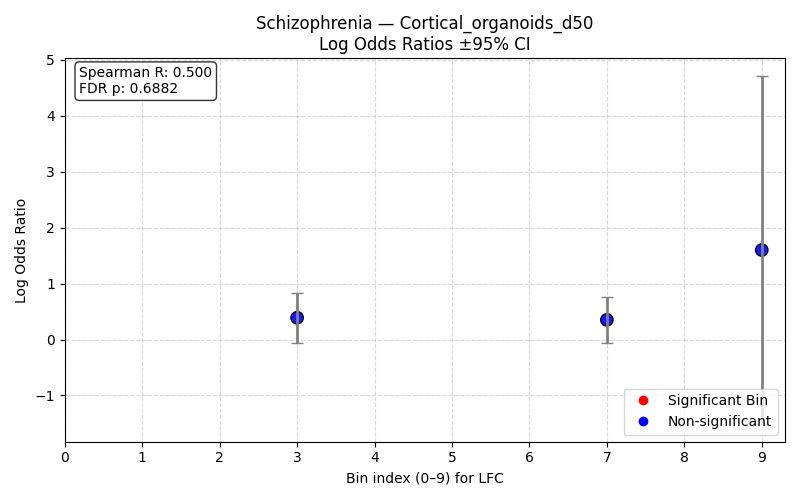 Schizophrenia — Cortical_organoids_d50
Log Odds Ratios ±95% CI
Spearman R: 0.500
FDR p: 0.6882
Log Odds Ratio
5
4
3
2
1
0
−1
Significant Bin
Non-significant
0 1 2 3 4 5 6 7 8 9
Bin index (0–9) for LFC